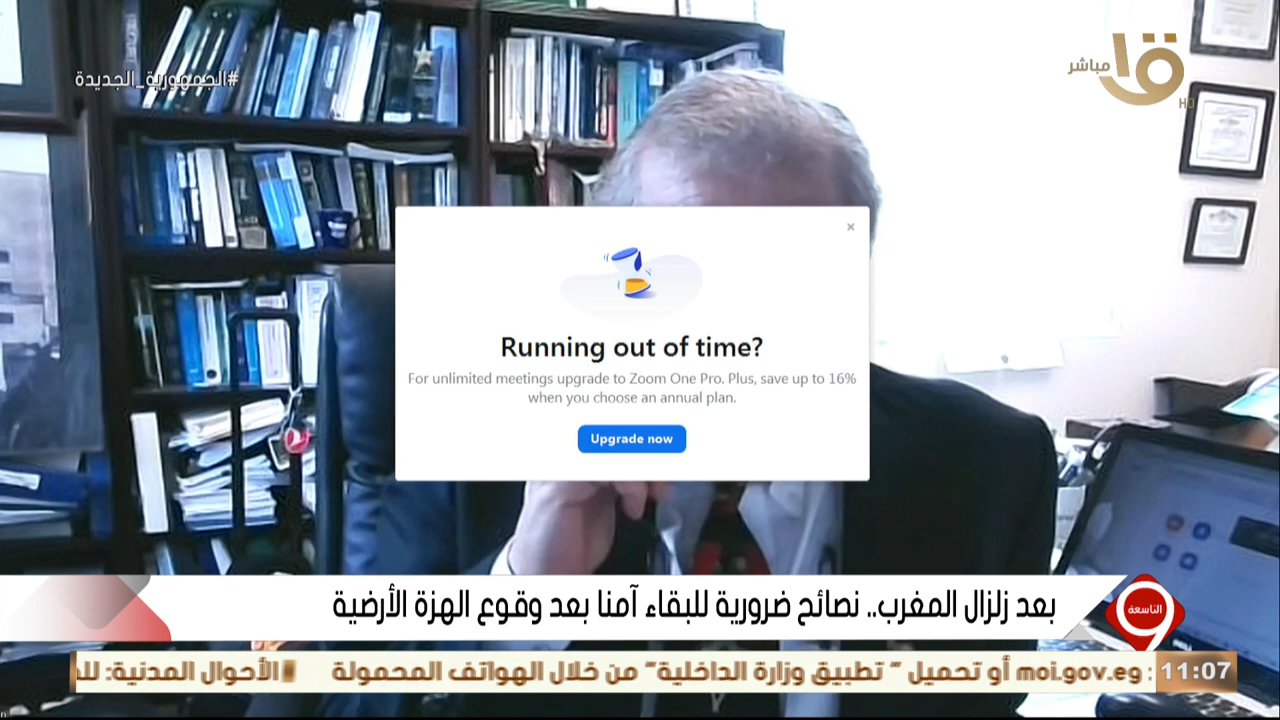 #الجمهورية_الجديدة
مباشر
HD
×
Running out of time?
For unlimited meetings upgrade to Zoom One Pro. Plus, save up to 16%
when you choose an annual plan.
Upgrade now
بعد زلزال المغرب.. نصائح ضرورية للبقاء آمنا بعد وقوع الهزة الأرضية
التاسعة
9
11:07 : moi.gov.eg أو تحميل " تطبيق وزارة الداخلية" من خلال الهواتف المحمولة الأحوال المدنية: للـ